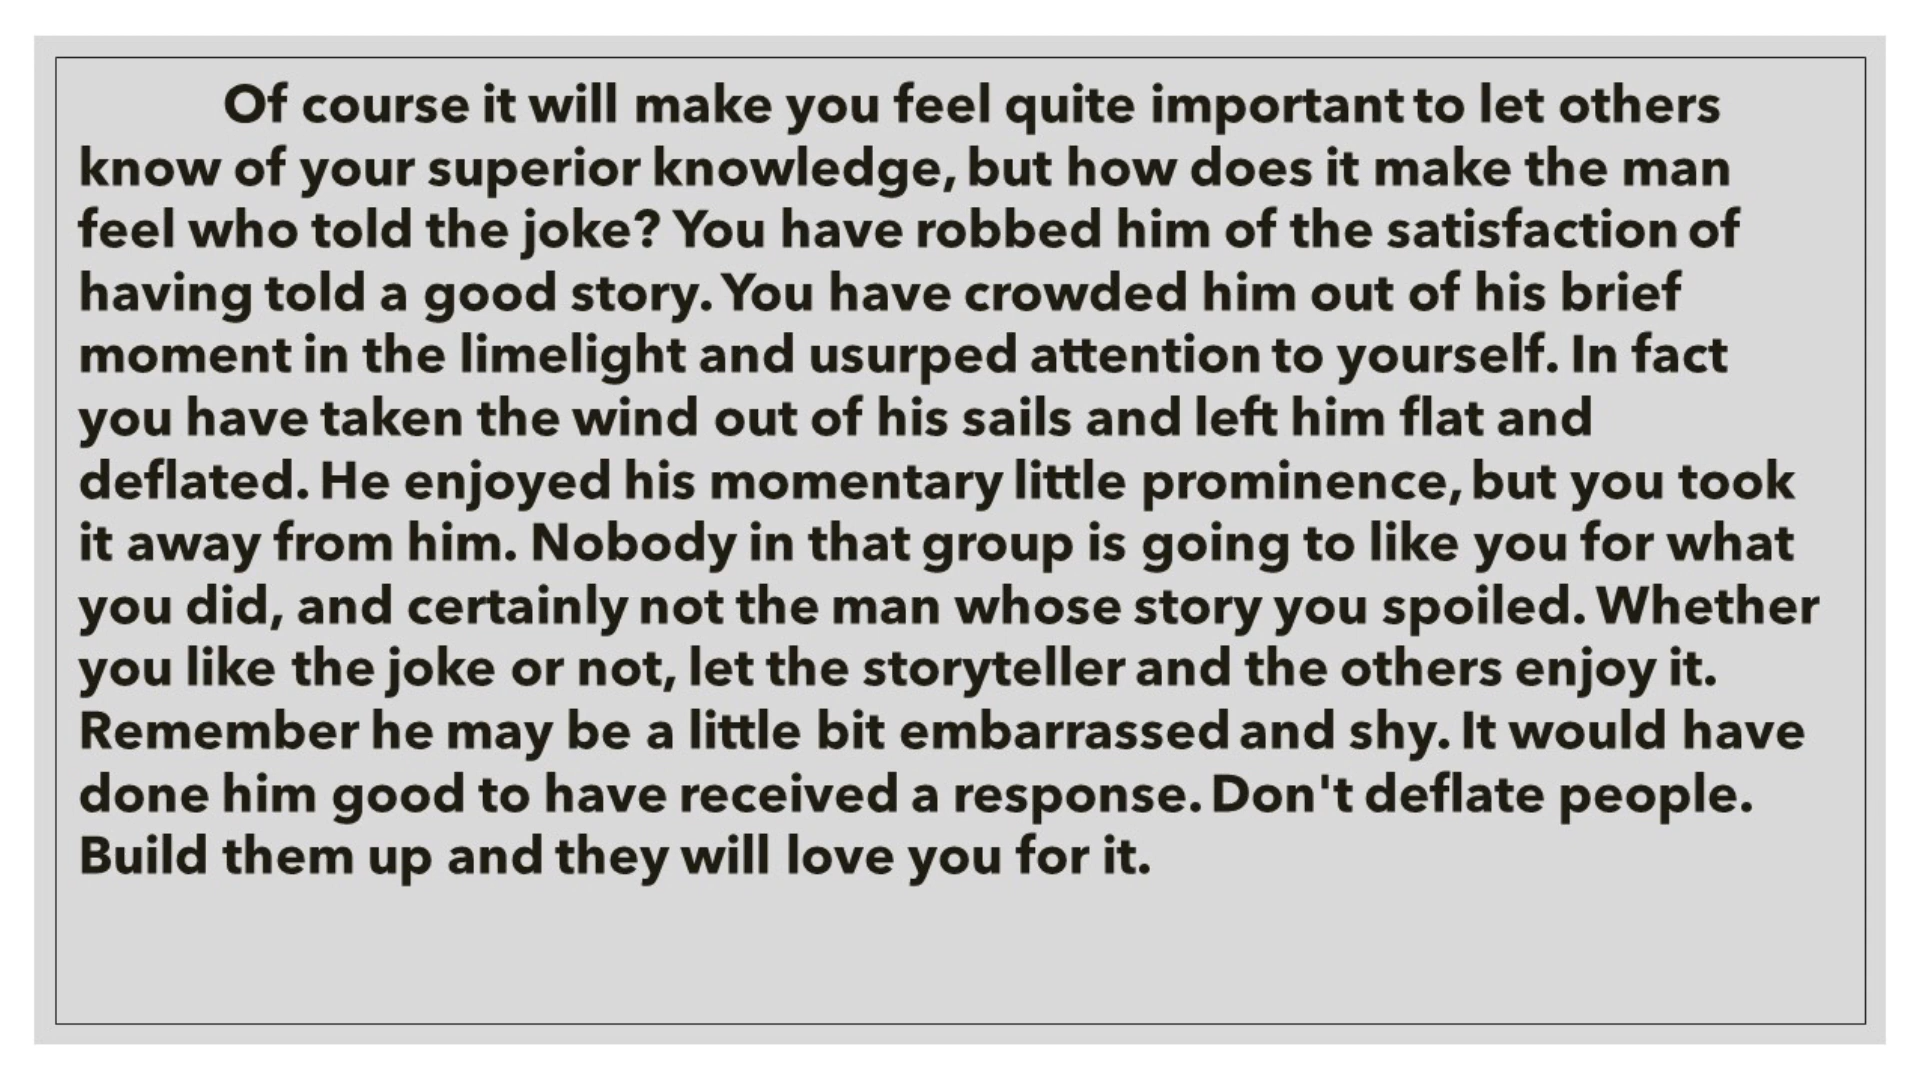 Of course it will make you feel quite important to let others
know of your superior knowledge, but how does it make the man
feel who told the joke? You have robbed him of the satisfaction of
having told a good story. You have crowded him out of his brief
moment in the limelight and usurped attention to yourself. In fact
you have taken the wind out of his sails and left him flat and
deflated. He enjoyed his momentary little prominence, but you took
it away from him. Nobody in that group is going to like you for what
you did, and certainly not the man whose story you spoiled. Whether
you like the joke or not, let the storyteller and the others enjoy it.
Remember he may be a little bit embarrassed and shy. It would have
done him good to have received a response. Don't deflate people.
Build them up and they will love you for it.